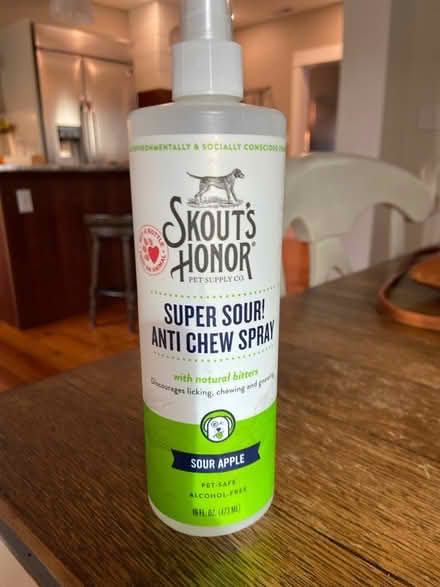 ENVIRONMENTALLY & SOCIALLY CONSCIOUS
SKOUT'S
HONOR®
PET SUPPLY CO.
SUPER SOUR!
ANTI CHEW SPRAY
with natural bitters
Discourages licking, chewing and gnawing
SOUR APPLE
PET-SAFE
ALCOHOL-FREE
16 FL. OZ. (473 ML)